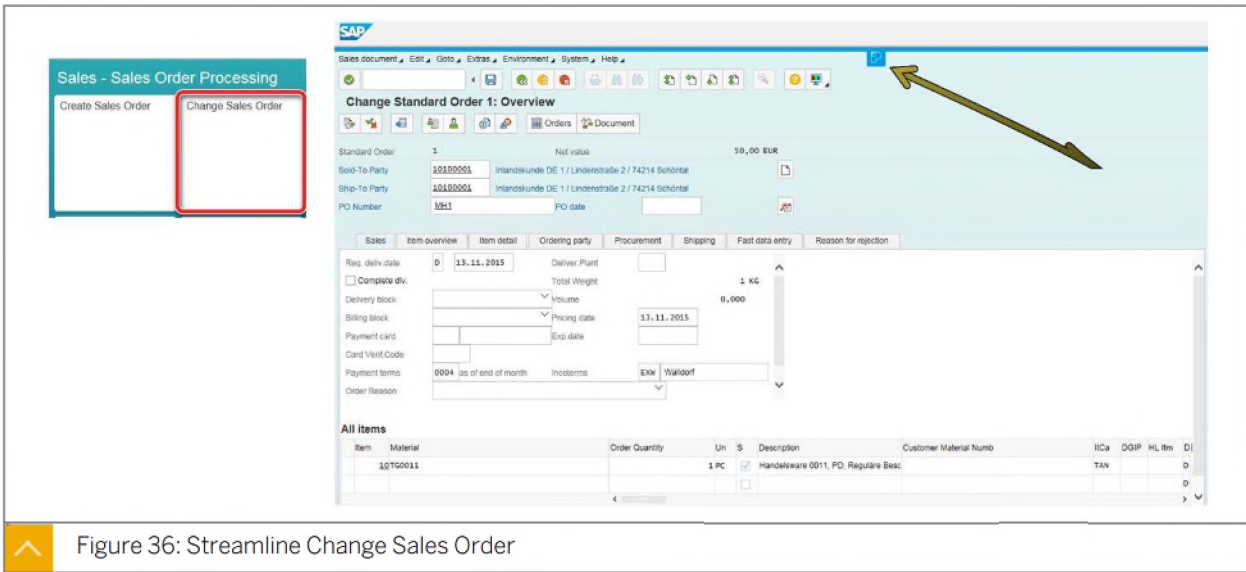 Sales - Sales Order Processing
Create Sales Order
Change Sales Order
SAP
Sales document Edit Goto Extras Environment System Help
Change Standard Order 1: Overview
Orders Document
Standard Order 1 Net value 50,00 EUR
Sold-To Party 10100001 Inlandskunde DE 1 / Lindenstraße 2 / 74214 Schöntal
Ship-To Party 10100001 Inlandskunde DE 1 / Lindenstraße 2 / 74214 Schöntal
PO Number MH1 PO date
Sales Item overview Item detail Ordering party Procurement Shipping Fast data entry Reason for rejection
Req. deliv.date D 13.11.2015 Deliver.Plant
Complete dlv. Total Weight 1 KG
Delivery block Volume 0,000
Billing block Pricing date 13.11.2015
Payment card Exp.date
Card Verif.Code
Payment terms 0004 as of end of month Incoterms EXW Walldorf
Order Reason
All items
Item Material Order Quantity Un S Description Customer Material Numb ItCa DGIP HL Itm D
10 TG0011 1 PC Handelsware 0011, PD, Reguläre Besc TAN D
D
Figure 36: Streamline Change Sales Order